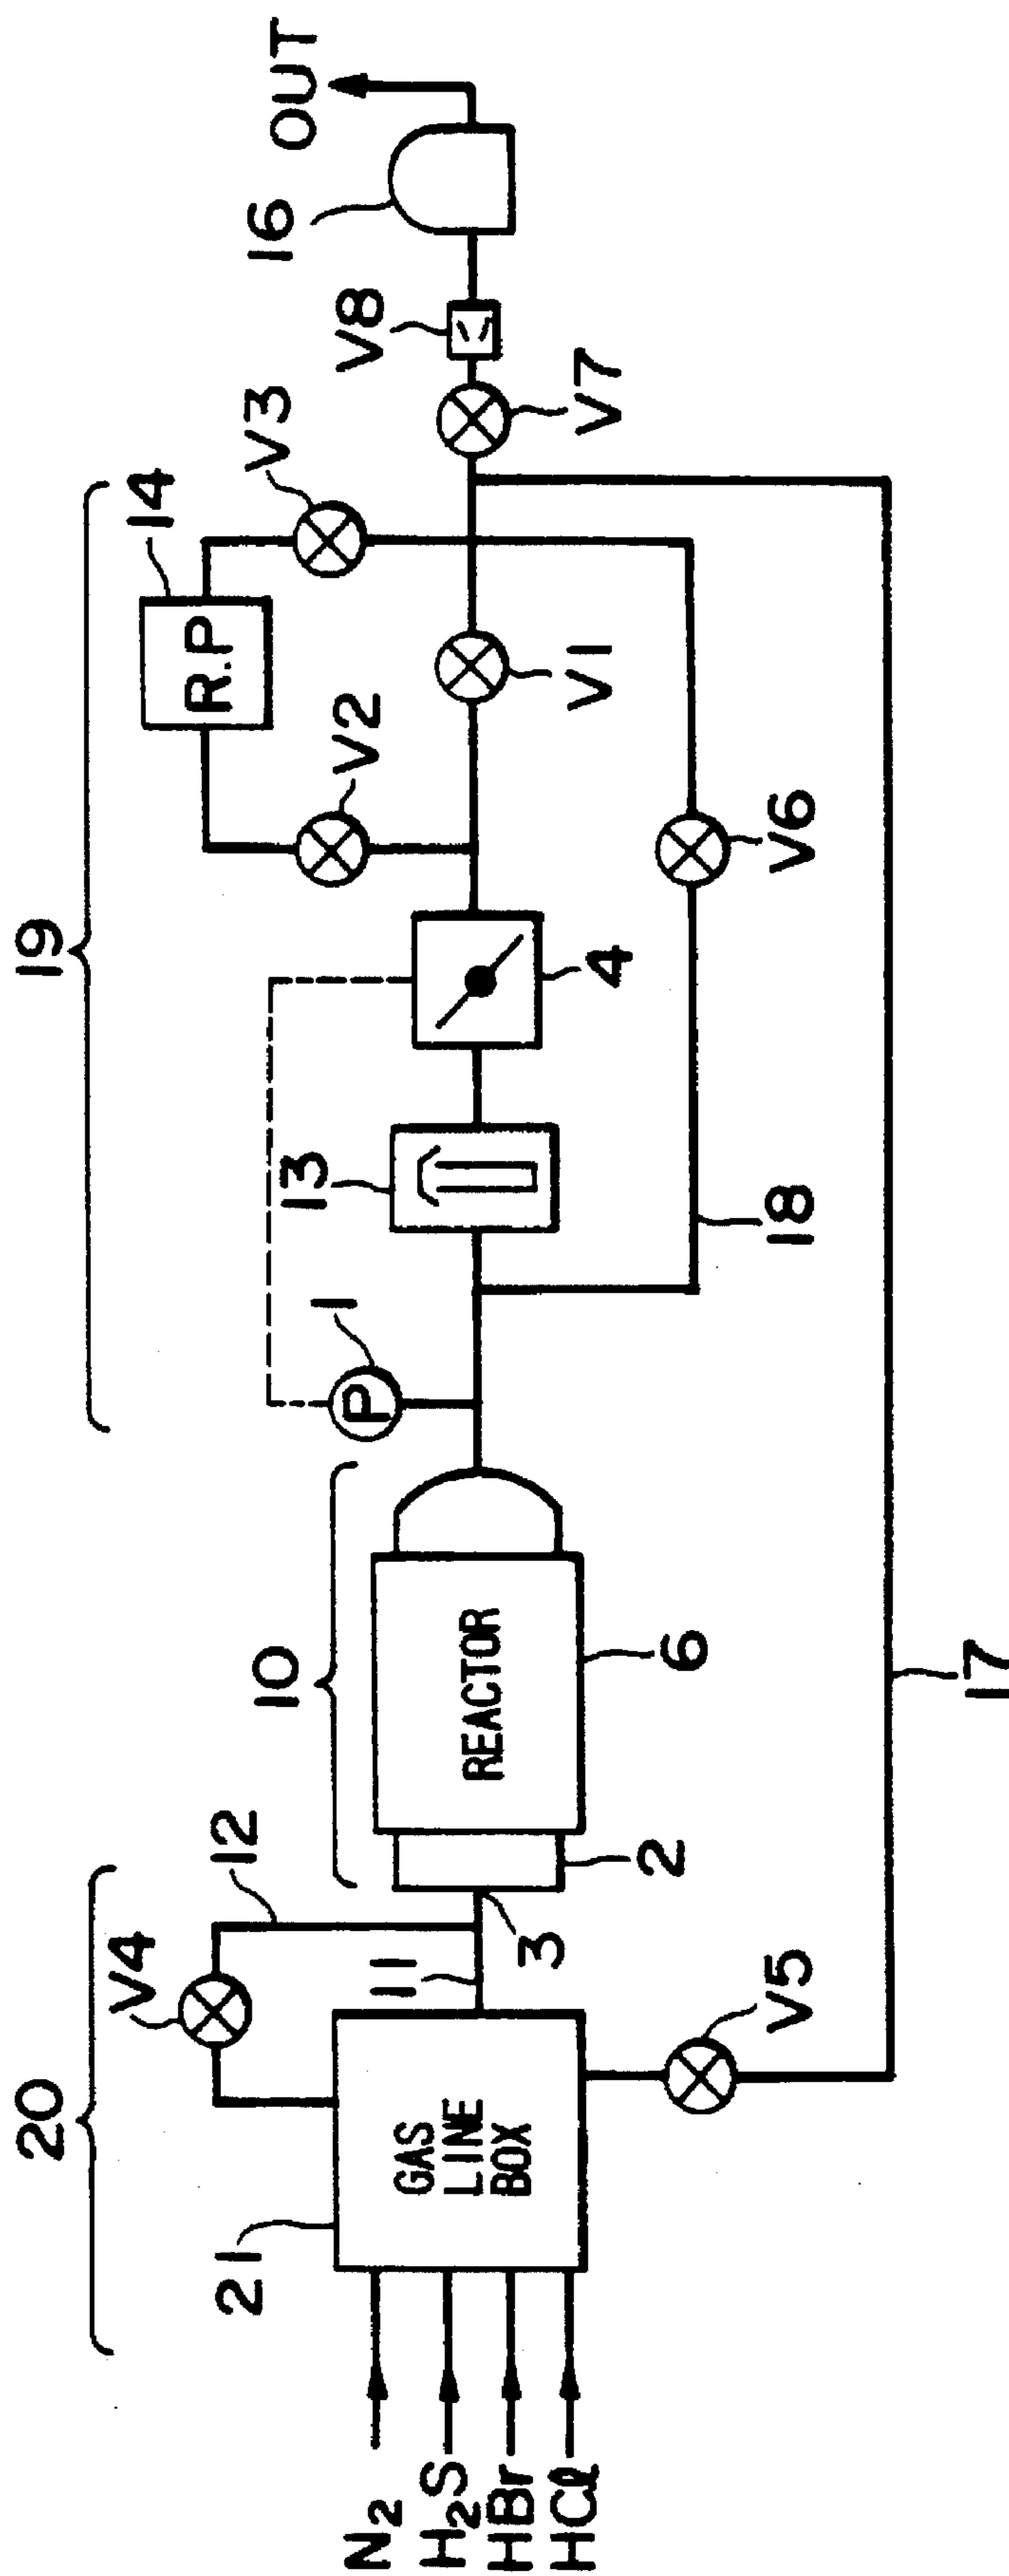 20
19
21
V4
12
10
1
13
V2
14
R.P
V3
V8
16
OUT
N₂
H₂S
HBr
HCℓ
GAS
LINE
BOX
11
3
2
REACTOR
6
P
4
V1
V7
V5
18
V6
17